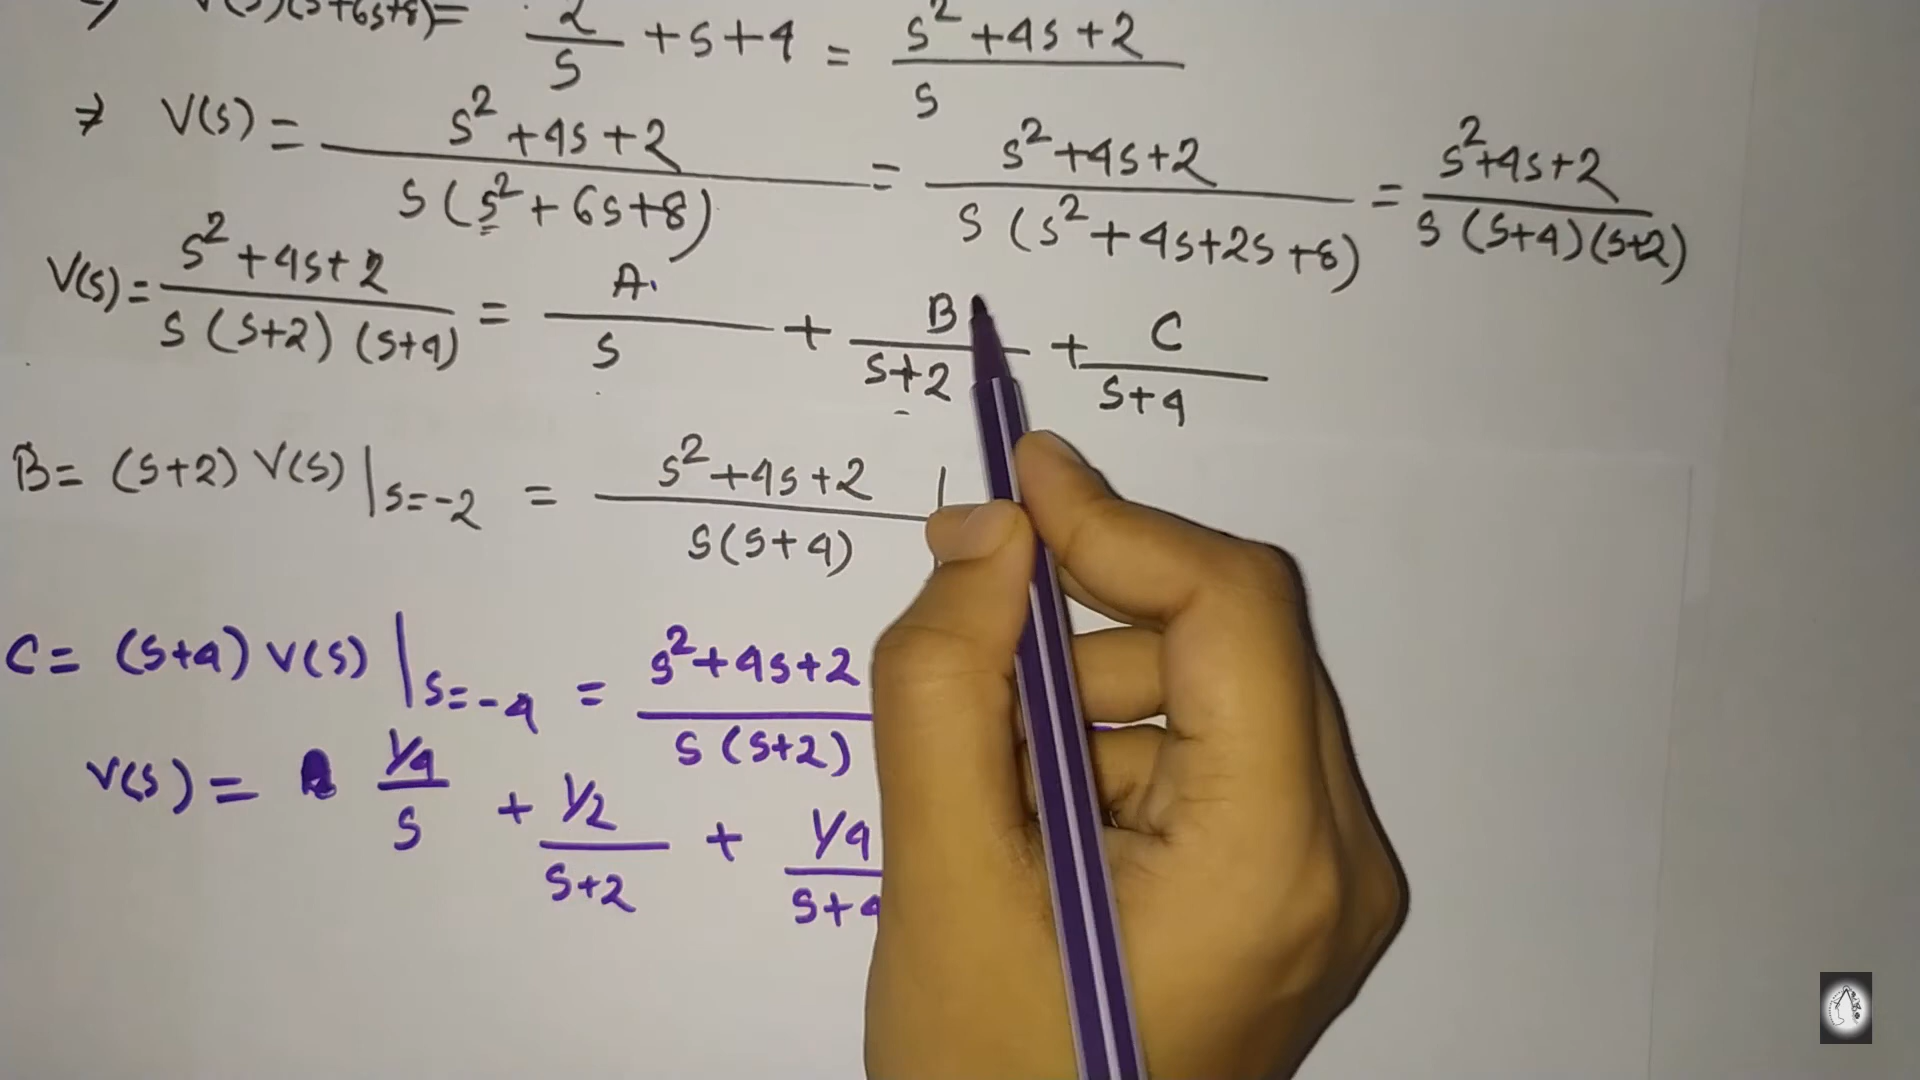 ⇒ V(s)(s²+6s+8) = 2/s + s + 4 = (s²+4s+2)/s
⇒ V(s) = (s²+4s+2)/(s(s²+6s+8)) = (s²+4s+2)/(s(s²+4s+2s+8)) = (s²+4s+2)/(s(s+4)(s+2))
V(s) = (s²+4s+2)/(s(s+2)(s+4)) = A/s + B/(s+2) + C/(s+4)
B = (s+2) V(s) |s=-2 = (s²+4s+2)/(s(s+4)) |
C = (s+4) V(s) |s=-4 = (s²+4s+2)/(s(s+2))
V(s) = (1/4)/s + (1/2)/(s+2) + (1/4)/(s+4